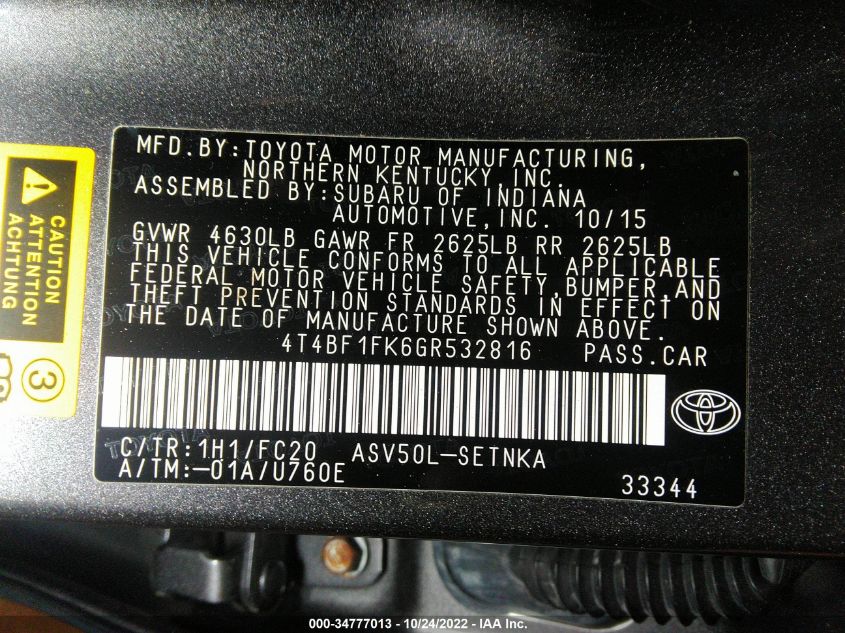 MFD.BY:TOYOTA MOTOR MANUFACTURING,
NORTHERN KENTUCKY,INC.
ASSEMBLED BY:SUBARU OF INDIANA
AUTOMOTIVE,INC. 10/15
GVWR 4630LB GAWR FR 2625LB RR 2625LB
THIS VEHICLE CONFORMS TO ALL APPLICABLE
FEDERAL MOTOR VEHICLE SAFETY,BUMPER,AND
THEFT PREVENTION STANDARDS IN EFFECT ON
THE DATE OF MANUFACTURE SHOWN ABOVE.
4T4BF1FK6GR532816 PASS.CAR
C/TR:1H1/FC20 ASV50L-SETNKA
A/TM:-01A/U760E
33344
CAUTION
ATTENTION
ACHTUNG
3
000-34777013 - 10/24/2022 - IAA Inc.